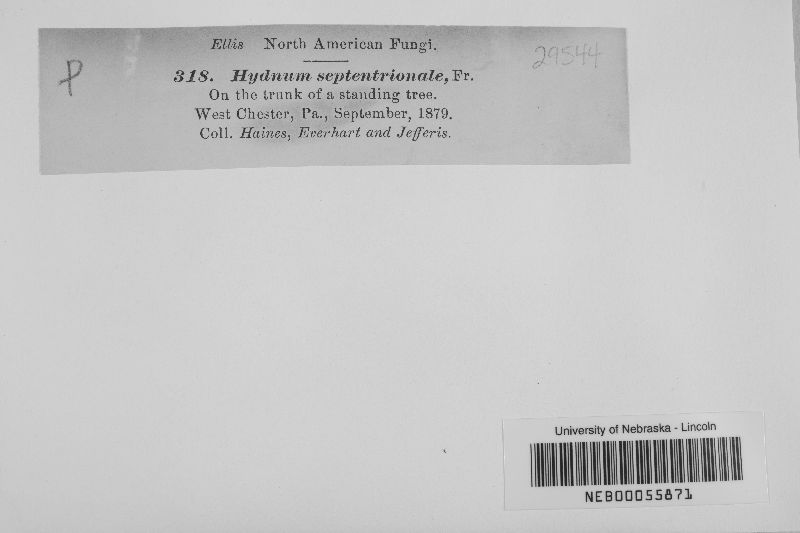 Ellis North American Fungi.
29544
P
318. Hydnum septentrionale, Fr.
On the trunk of a standing tree.
West Chester, Pa., September, 1879.
Coll. Haines, Everhart and Jefferis.
University of Nebraska - Lincoln
NEB00055871